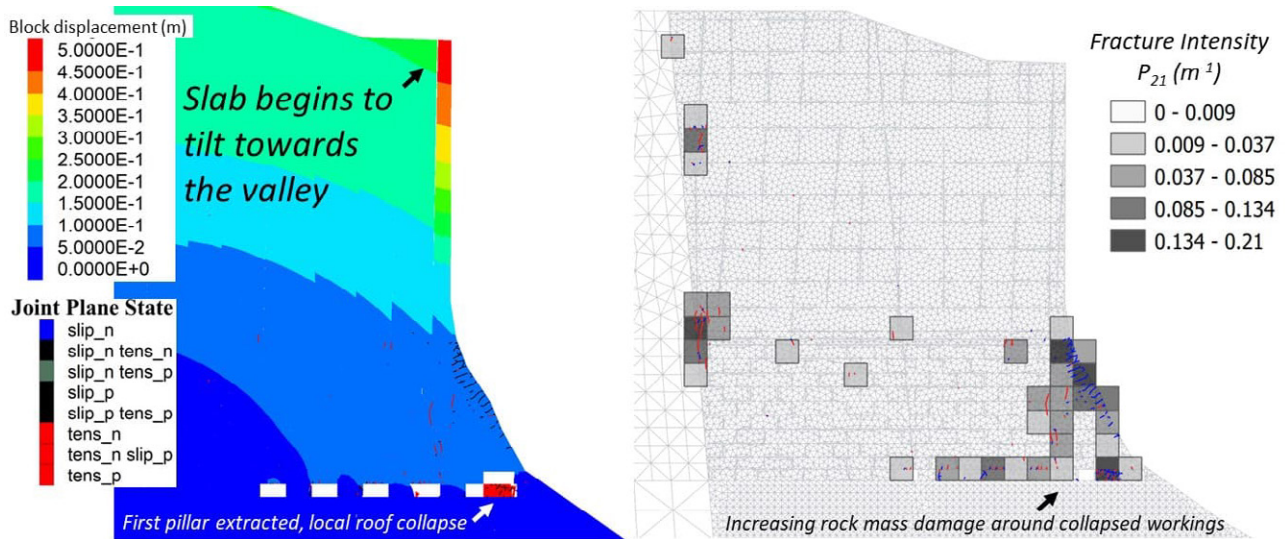 Block displacement (m)
5.0000E-1
4.5000E-1
4.0000E-1
3.5000E-1
3.0000E-1
2.5000E-1
2.0000E-1
1.5000E-1
1.0000E-1
5.0000E-2
0.0000E+0
Joint Plane State
slip_n
slip_n tens_n
slip_n tens_p
slip_p
slip_p tens_p
tens_n
tens_n slip_p
tens_p
Slab begins to
tilt towards
the valley
First pillar extracted, local roof collapse
Fracture Intensity
P21 (m-1)
0 - 0.009
0.009 - 0.037
0.037 - 0.085
0.085 - 0.134
0.134 - 0.21
Increasing rock mass damage around collapsed workings